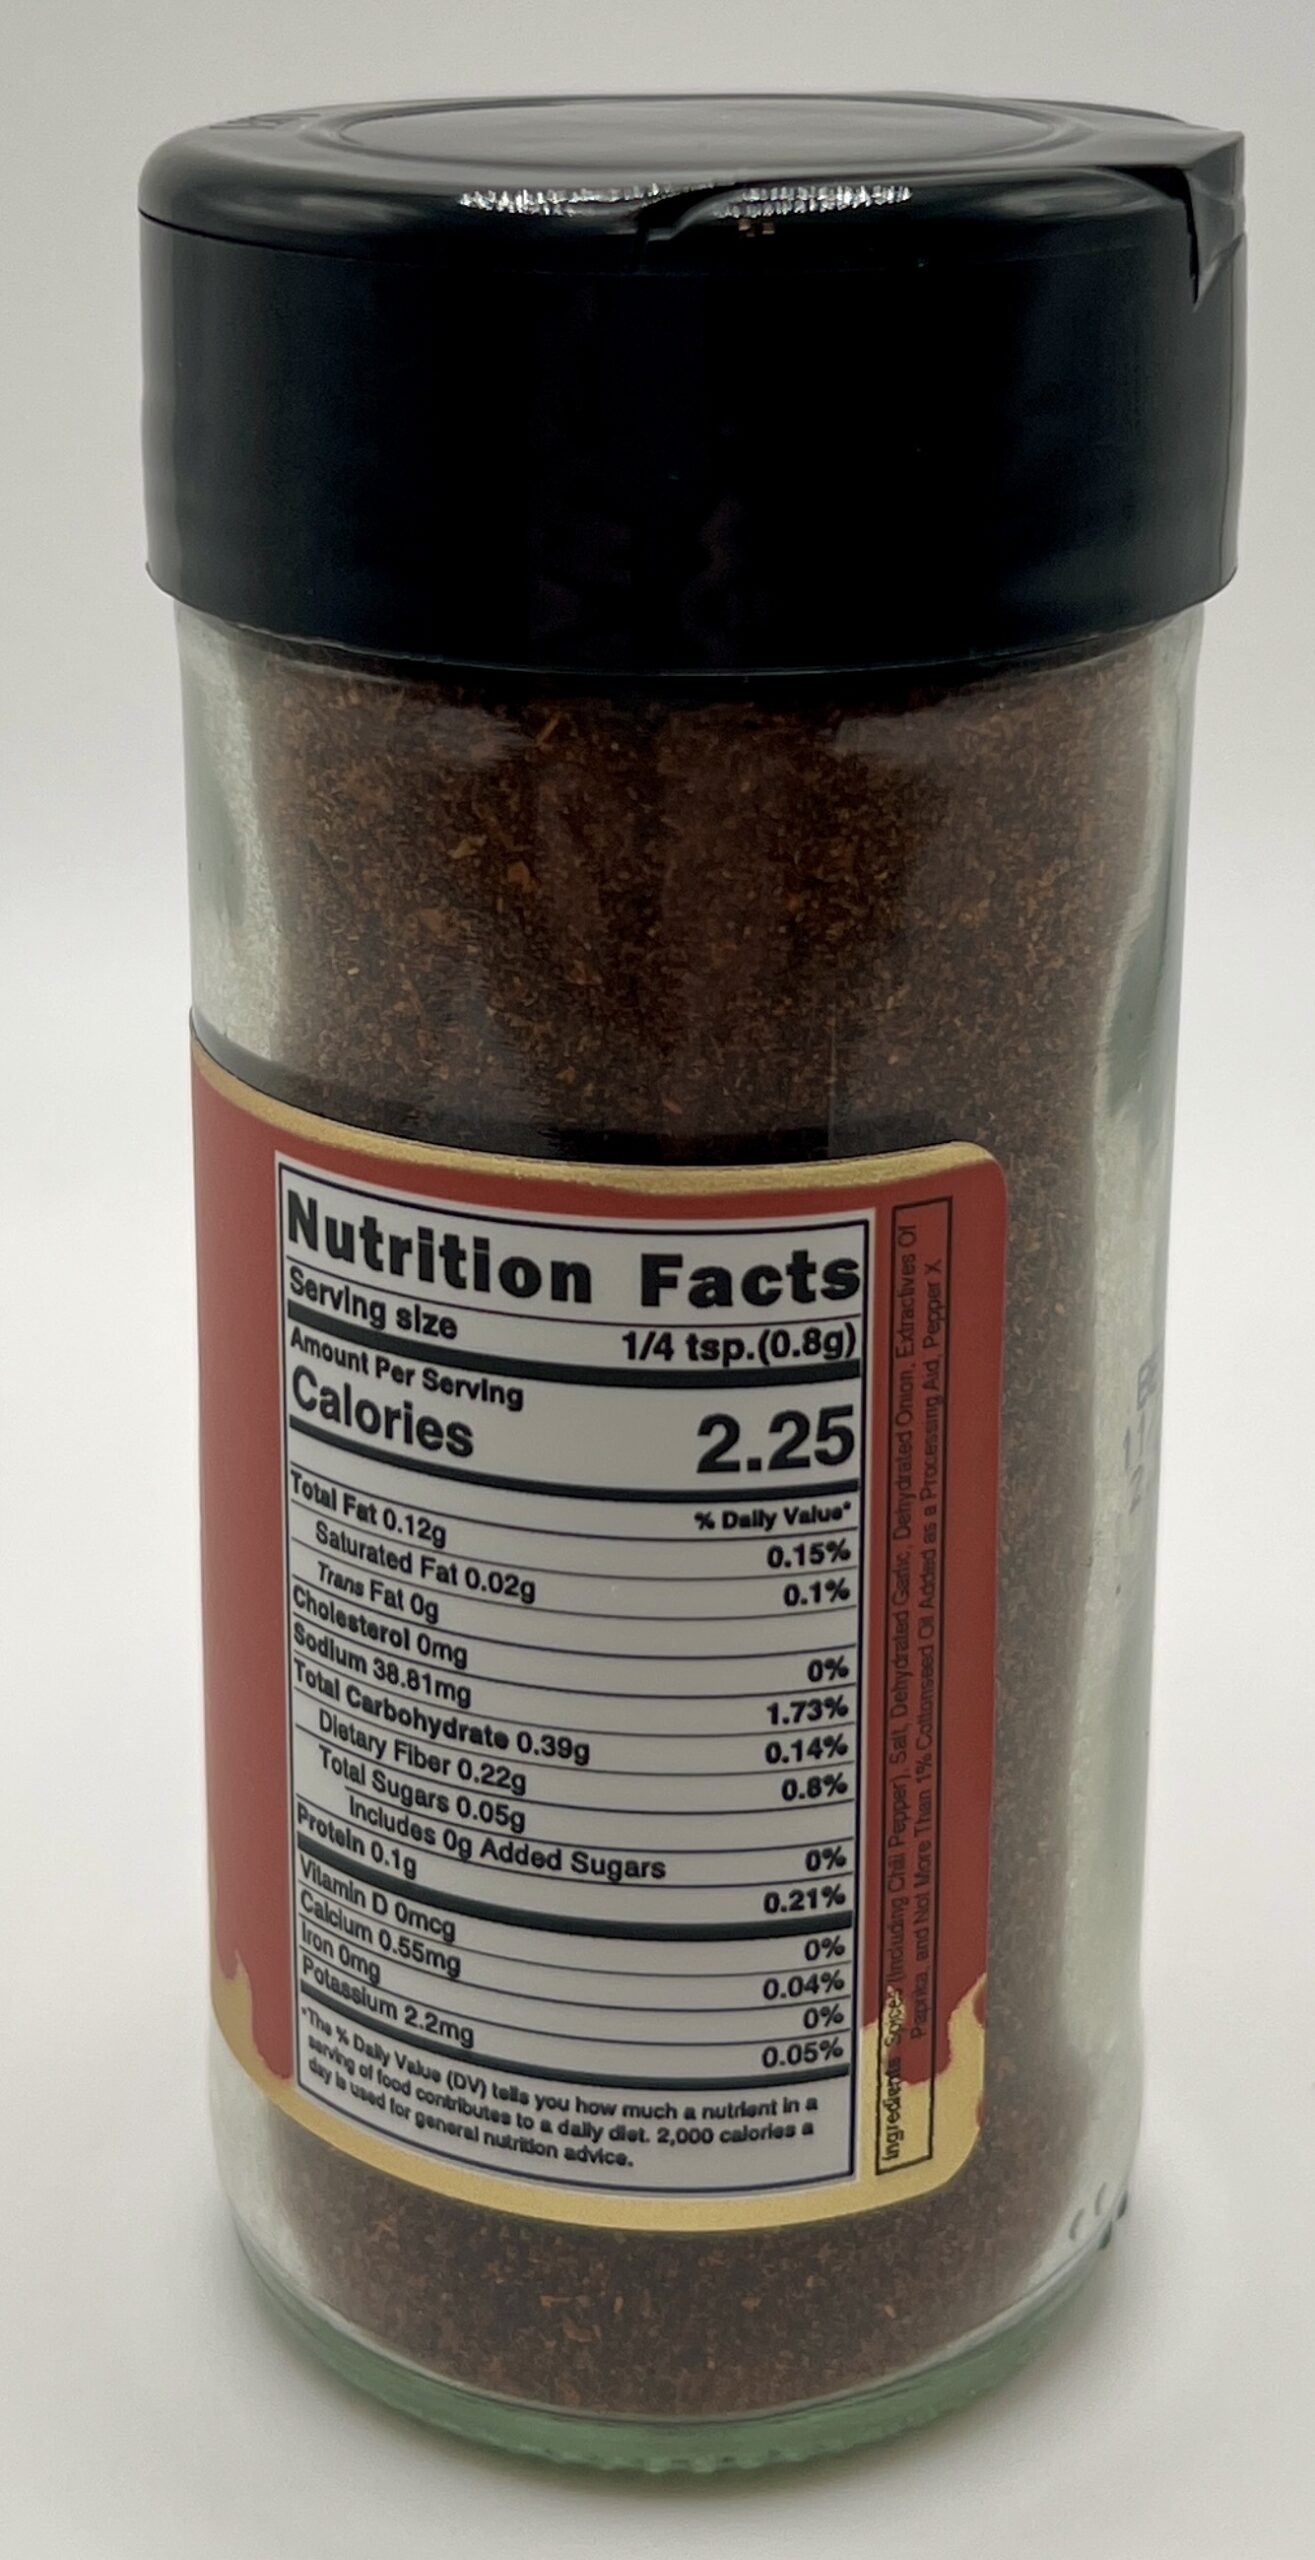 Nutrition Facts
Serving size 1/4 tsp.(0.8g)
Amount Per Serving
Calories 2.25
% Daily Value*
Total Fat 0.12g 0.15%
Saturated Fat 0.02g 0.1%
Trans Fat 0g
Cholesterol 0mg 0%
Sodium 38.81mg 1.73%
Total Carbohydrate 0.39g 0.14%
Dietary Fiber 0.22g 0.8%
Total Sugars 0.05g
Includes 0g Added Sugars 0%
Protein 0.1g 0.21%
Vitamin D 0mcg 0%
Calcium 0.55mg 0.04%
Iron 0mg 0%
Potassium 2.2mg 0.05%
*The % Daily Value (DV) tells you how much a nutrient in a
serving of food contributes to a daily diet. 2,000 calories a
day is used for general nutrition advice.
Ingredients Spices (Including Chili Pepper), Salt, Dehydrated Garlic, Dehydrated Onion, Extractives Of
Paprika, and Not More Than 1% Cottonseed Oil Added as a Processing Aid, Pepper X